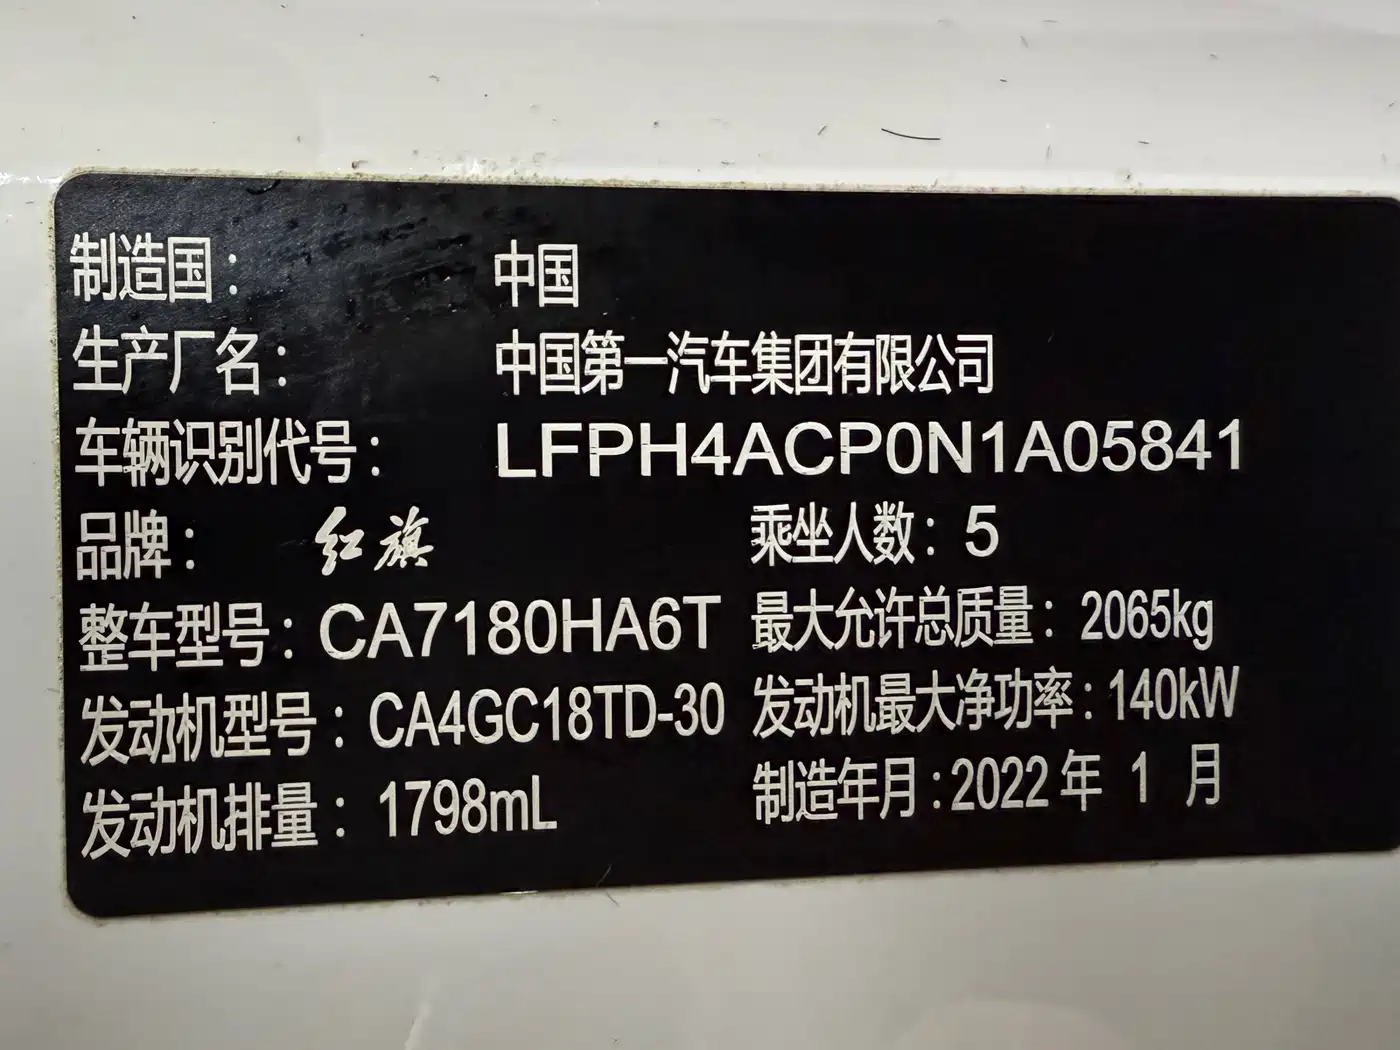 制造国： 中国
生产厂名： 中国第一汽车集团有限公司
车辆识别代号： LFPH4ACP0N1A05841
品牌： 红旗 乘坐人数：5
整车型号：CA7180HA6T 最大允许总质量：2065kg
发动机型号：CA4GC18TD-30 发动机最大净功率：140kW
发动机排量：1798mL 制造年月：2022年 1 月